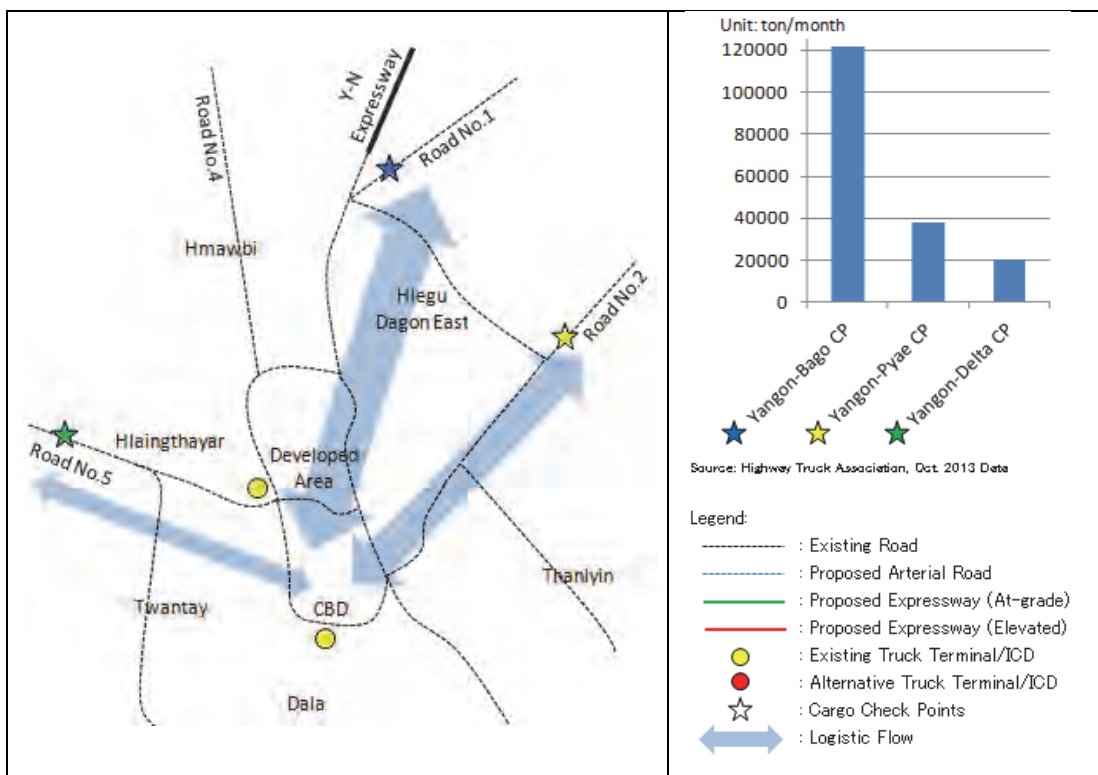 Y-N
Expressway
Road No.1
Road No.4
Hmawbi
Hlegu
Dagon East
Road No.2
Hlaingthayar
Road No.5
Developed
Area
Thanlyin
Twantay
CBD
Dala
Unit: ton/month
120000
100000
80000
60000
40000
20000
0
Yangon-Bago CP
Yangon-Pyae CP
Yangon-Delta CP
Source: Highway Truck Association, Oct. 2013 Data
Legend:
: Existing Road
: Proposed Arterial Road
: Proposed Expressway (At-grade)
: Proposed Expressway (Elevated)
: Existing Truck Terminal/ICD
: Alternative Truck Terminal/ICD
: Cargo Check Points
: Logistic Flow